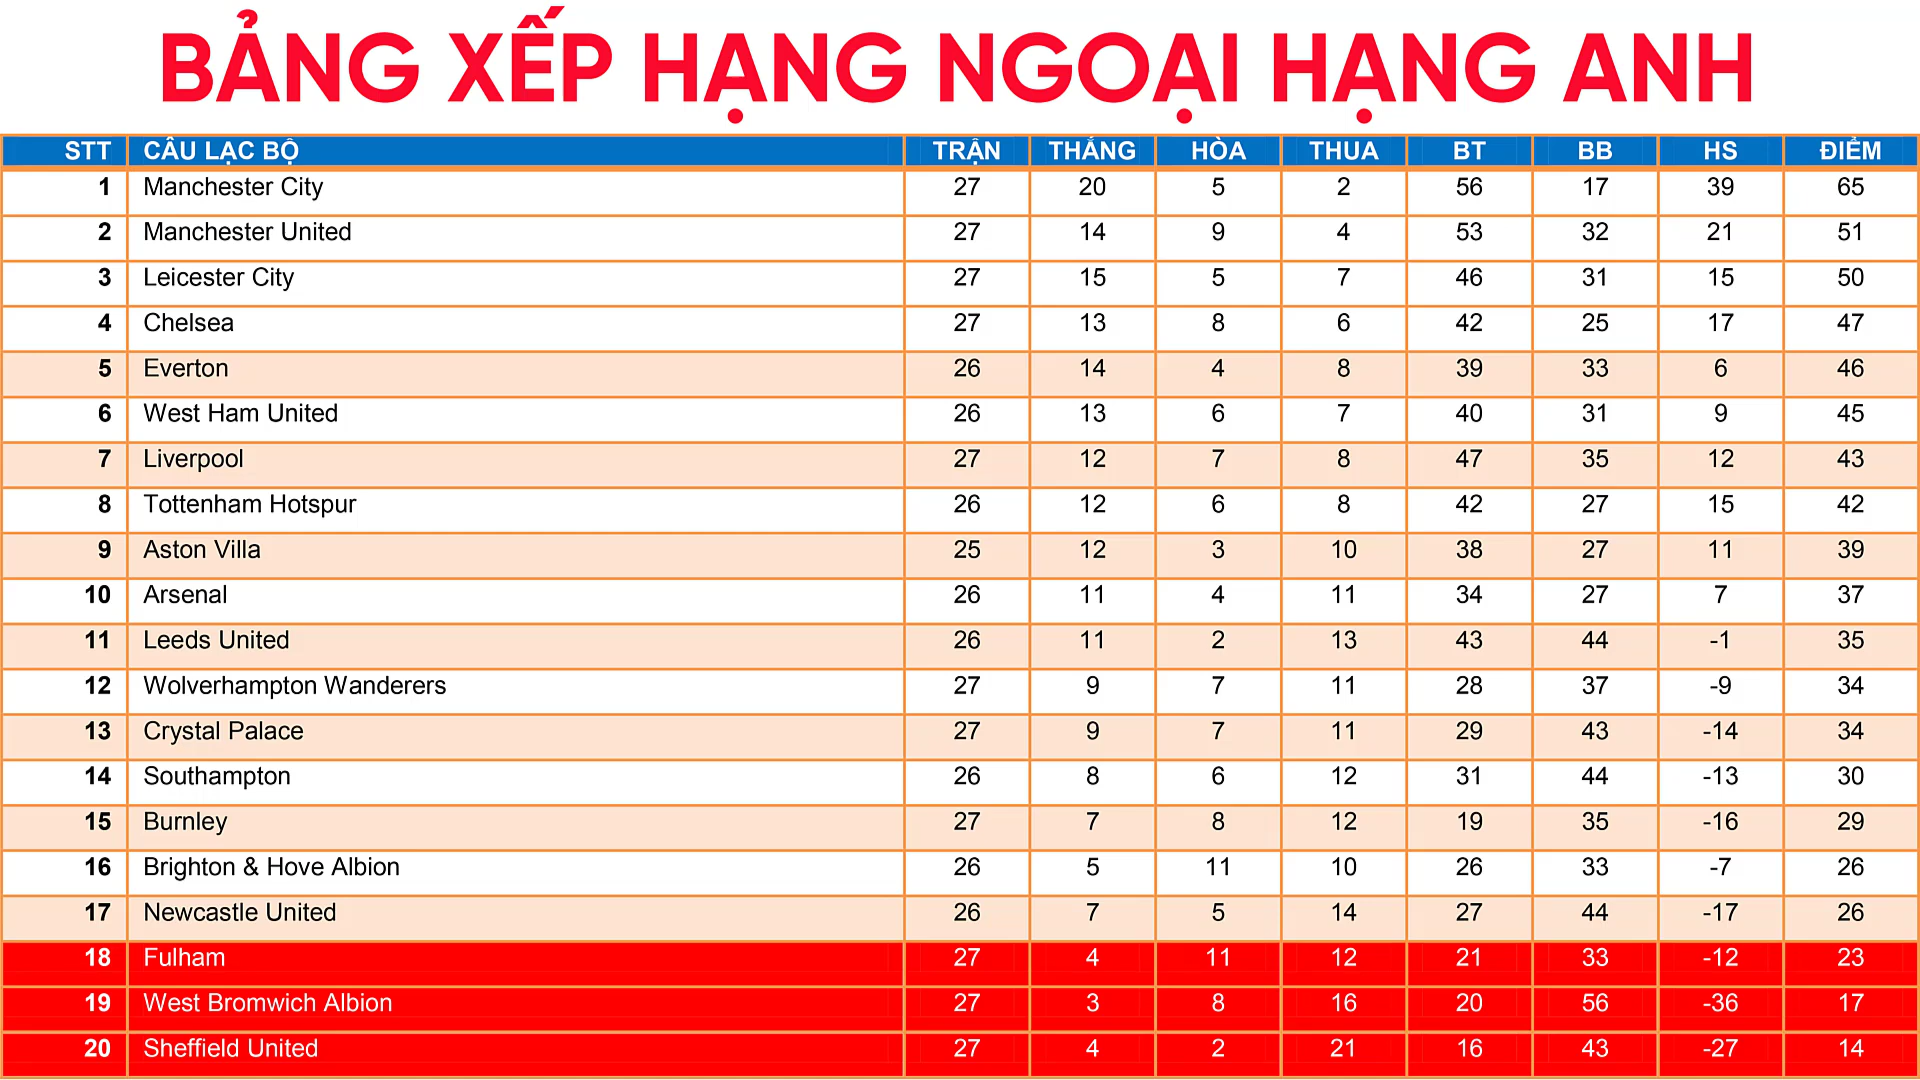 BẢNG XẾP HẠNG NGOẠI HẠNG ANH
STT CÂU LẠC BỘ TRẬN THẮNG HÒA THUA BT BB HS ĐIỂM
1 Manchester City 27 20 5 2 56 17 39 65
2 Manchester United 27 14 9 4 53 32 21 51
3 Leicester City 27 15 5 7 46 31 15 50
4 Chelsea 27 13 8 6 42 25 17 47
5 Everton 26 14 4 8 39 33 6 46
6 West Ham United 26 13 6 7 40 31 9 45
7 Liverpool 27 12 7 8 47 35 12 43
8 Tottenham Hotspur 26 12 6 8 42 27 15 42
9 Aston Villa 25 12 3 10 38 27 11 39
10 Arsenal 26 11 4 11 34 27 7 37
11 Leeds United 26 11 2 13 43 44 -1 35
12 Wolverhampton Wanderers 27 9 7 11 28 37 -9 34
13 Crystal Palace 27 9 7 11 29 43 -14 34
14 Southampton 26 8 6 12 31 44 -13 30
15 Burnley 27 7 8 12 19 35 -16 29
16 Brighton & Hove Albion 26 5 11 10 26 33 -7 26
17 Newcastle United 26 7 5 14 27 44 -17 26
18 Fulham 27 4 11 12 21 33 -12 23
19 West Bromwich Albion 27 3 8 16 20 56 -36 17
20 Sheffield United 27 4 2 21 16 43 -27 14